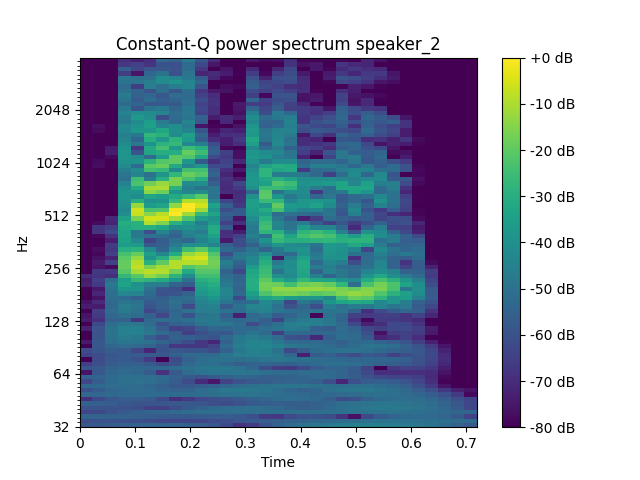 Constant-Q power spectrum speaker_2
Hz
2048
1024
512
256
128
64
32
0
0.1
0.2
0.3
0.4
0.5
0.6
0.7
Time
+0 dB
-10 dB
-20 dB
-30 dB
-40 dB
-50 dB
-60 dB
-70 dB
-80 dB